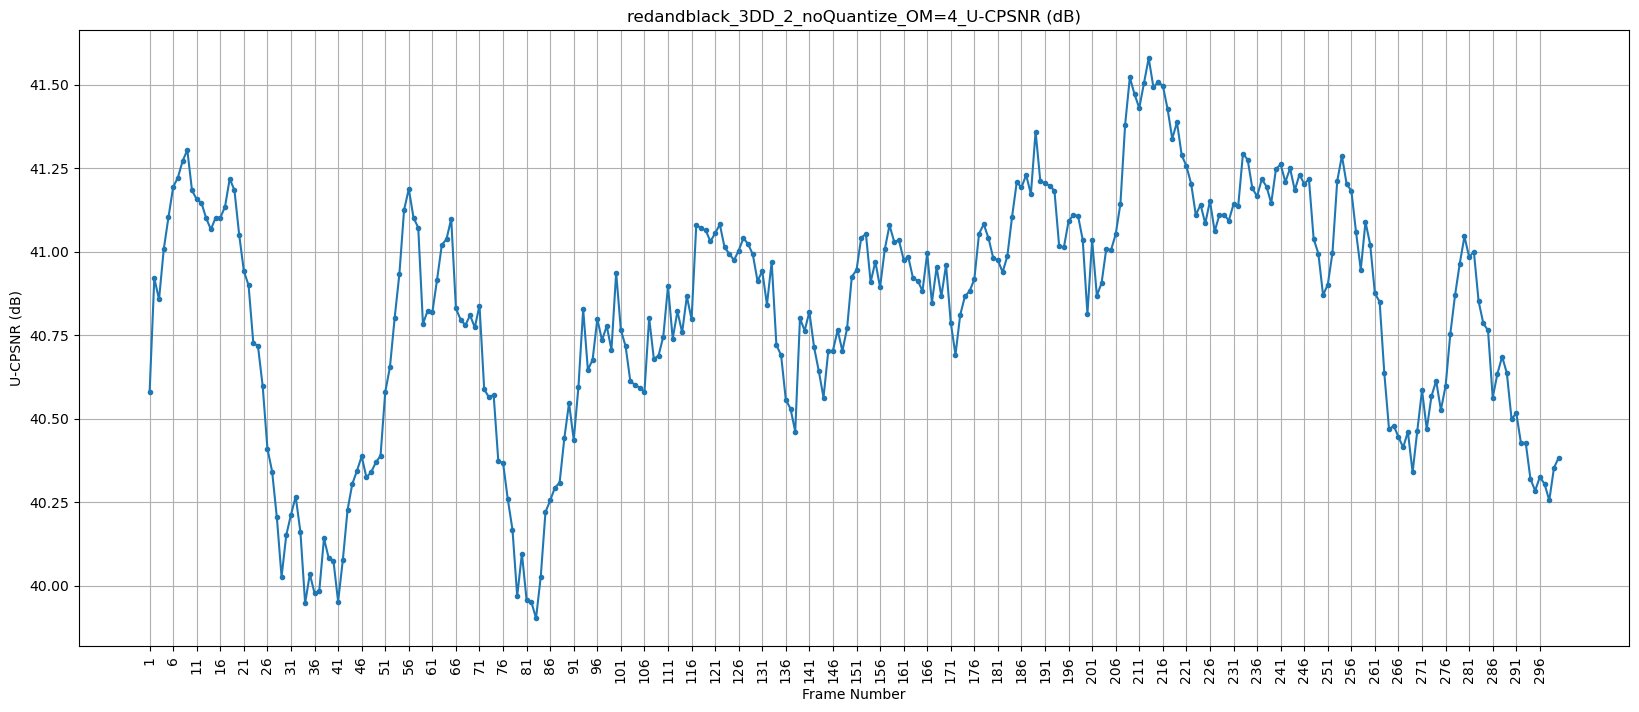 redandblack_3DD_2_noQuantize_OM=4_U-CPSNR (dB)
U-CPSNR (dB)
41.50
41.25
41.00
40.75
40.50
40.25
40.00
1 6 11 16 21 26 31 36 41 46 51 56 61 66 71 76 81 86 91 96 101 106 111 116 121 126 131 136 141 146 151 156 161 166 171 176 181 186 191 196 201 206 211 216 221 226 231 236 241 246 251 256 261 266 271 276 281 286 291 296
Frame Number